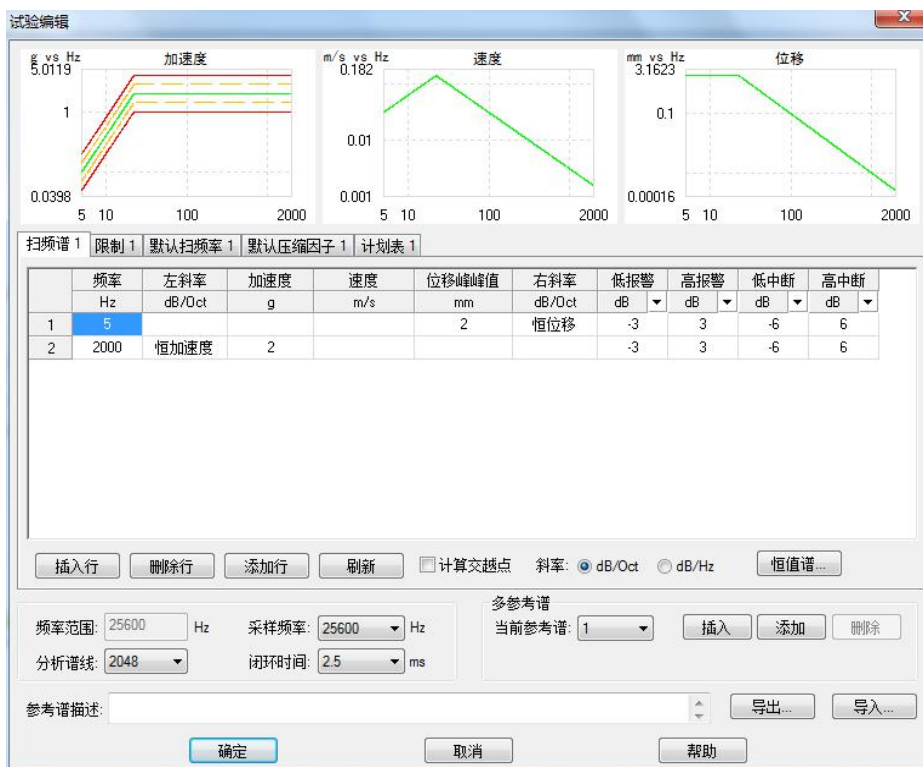 试验编辑
g vs Hz 加速度 m/s vs Hz 速度 mm vs Hz 位移
5.0119 0.182 3.1623
1 0.01 0.1
0.0398 0.001 0.00016
5 10 100 2000 5 10 100 2000 5 10 100 2000
扫频谱 1 限制 1 默认扫频率 1 默认压缩因子 1 计划表 1
频率 左斜率 加速度 速度 位移峰峰值 右斜率 低报警 高报警 低中断 高中断
Hz dB/Oct g m/s mm dB/Oct dB dB dB dB
1 5 2 恒位移 -3 3 -6 6
2 2000 恒加速度 2 -3 3 -6 6
插入行 删除行 添加行 刷新 计算交越点 斜率: dB/Oct dB/Hz 恒值谱...
多参考谱
频率范围: 25600 Hz 采样频率: 25600 Hz 当前参考谱: 1 插入 添加 删除
分析谱线: 2048 闭环时间: 2.5 ms
参考谱描述: 导出... 导入...
确定 取消 帮助